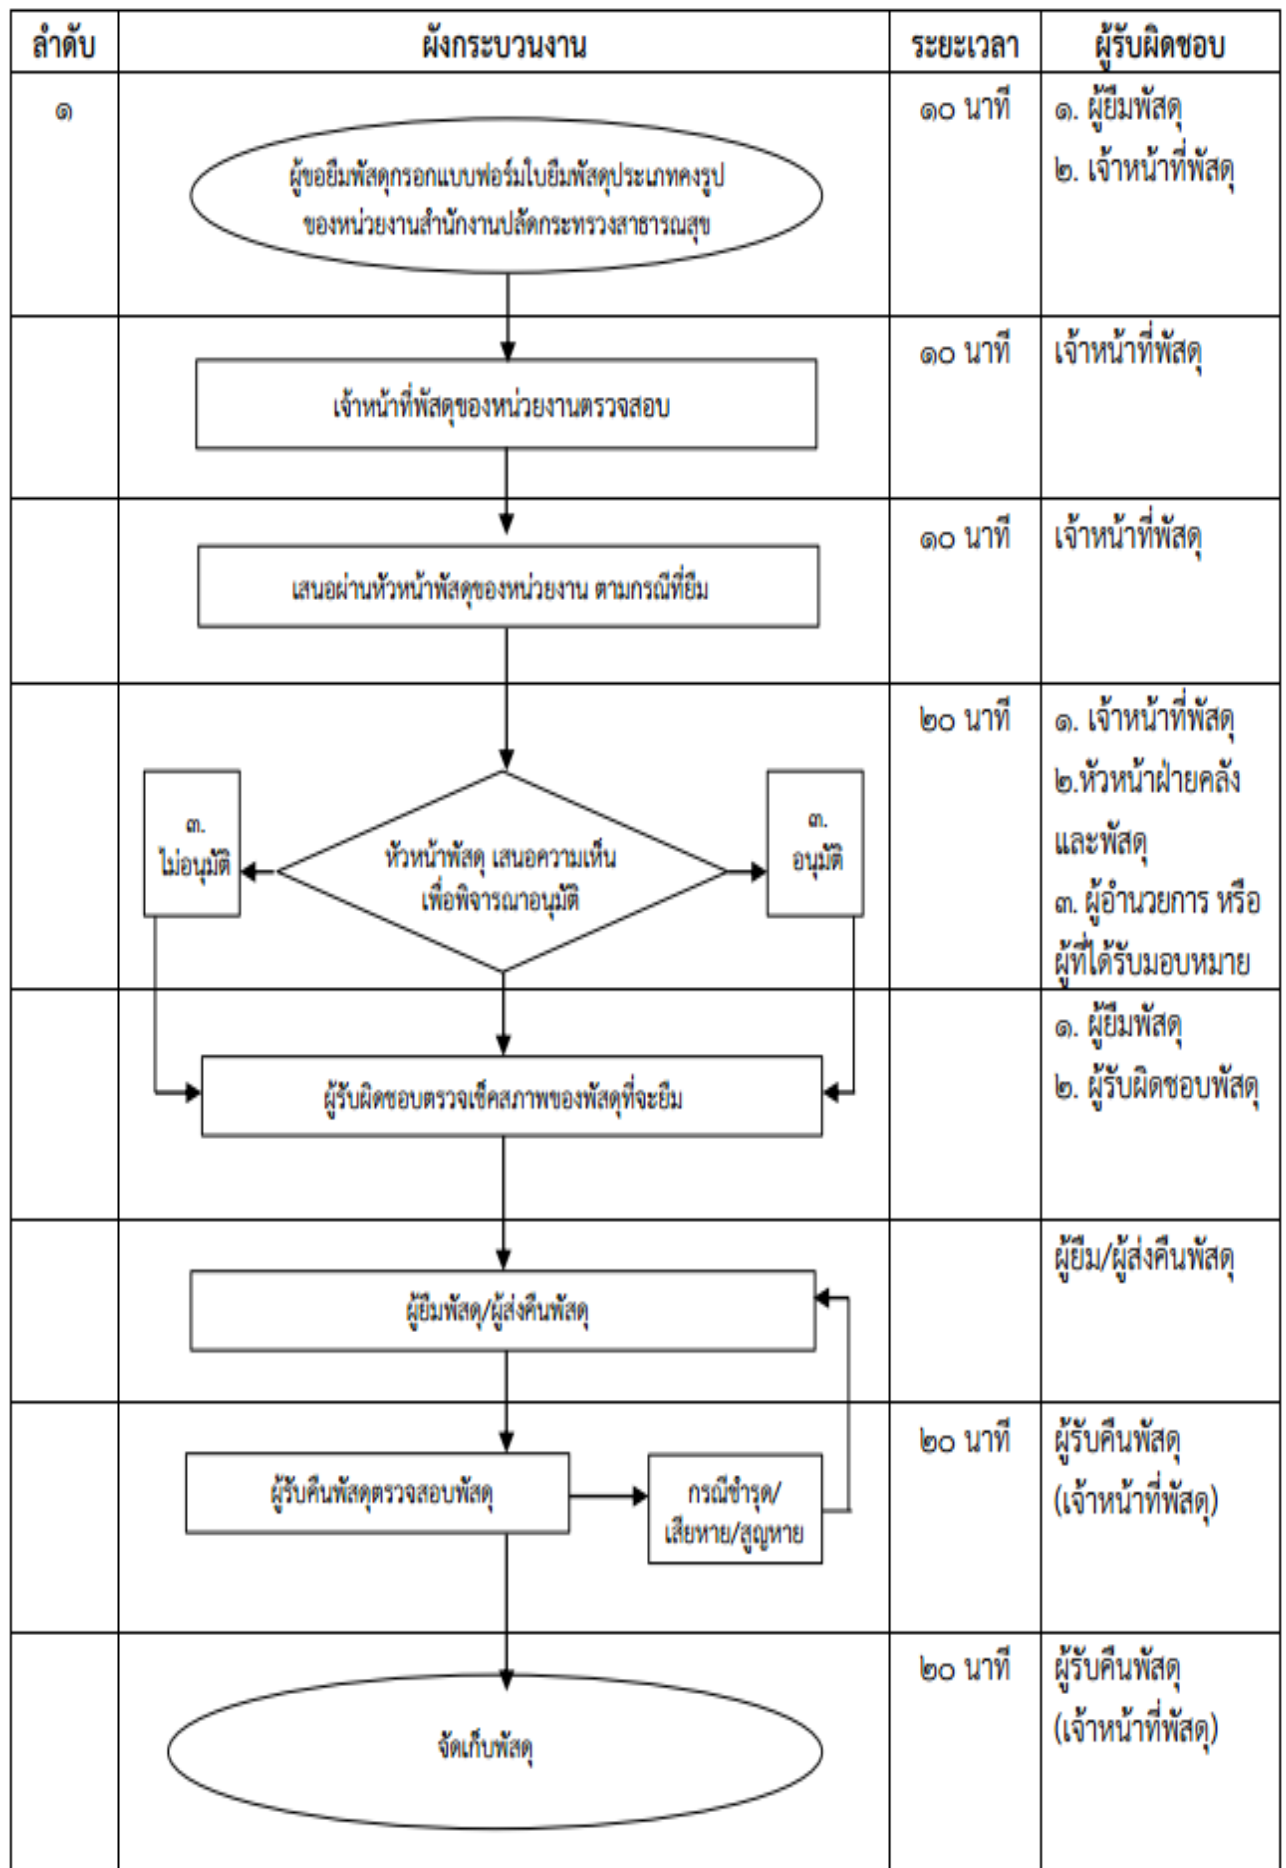 ลำดับ
ผังกระบวนงาน
ระยะเวลา
ผู้รับผิดชอบ
๑
ผู้ขอยืมพัสดุกรอกแบบฟอร์มใบยืมพัสดุประเภทคงรูป
ของหน่วยงานสำนักงานปลัดกระทรวงสาธารณสุข
๑๐ นาที
๑. ผู้ยืมพัสดุ
๒. เจ้าหน้าที่พัสดุ
เจ้าหน้าที่พัสดุของหน่วยงานตรวจสอบ
๑๐ นาที
เจ้าหน้าที่พัสดุ
เสนอผ่านหัวหน้าพัสดุของหน่วยงาน ตามกรณีที่ยืม
๑๐ นาที
เจ้าหน้าที่พัสดุ
๓.
ไม่อนุมัติ
หัวหน้าพัสดุ เสนอความเห็น
เพื่อพิจารณาอนุมัติ
๓.
อนุมัติ
๒๐ นาที
๑. เจ้าหน้าที่พัสดุ
๒.หัวหน้าฝ่ายคลัง
และพัสดุ
๓. ผู้อำนวยการ หรือ
ผู้ที่ได้รับมอบหมาย
ผู้รับผิดชอบตรวจเช็คสภาพของพัสดุที่จะยืม
๑. ผู้ยืมพัสดุ
๒. ผู้รับผิดชอบพัสดุ
ผู้ยืมพัสดุ/ผู้ส่งคืนพัสดุ
ผู้ยืม/ผู้ส่งคืนพัสดุ
ผู้รับคืนพัสดุตรวจสอบพัสดุ
กรณีชำรุด/
เสียหาย/สูญหาย
๒๐ นาที
ผู้รับคืนพัสดุ
(เจ้าหน้าที่พัสดุ)
จัดเก็บพัสดุ
๒๐ นาที
ผู้รับคืนพัสดุ
(เจ้าหน้าที่พัสดุ)